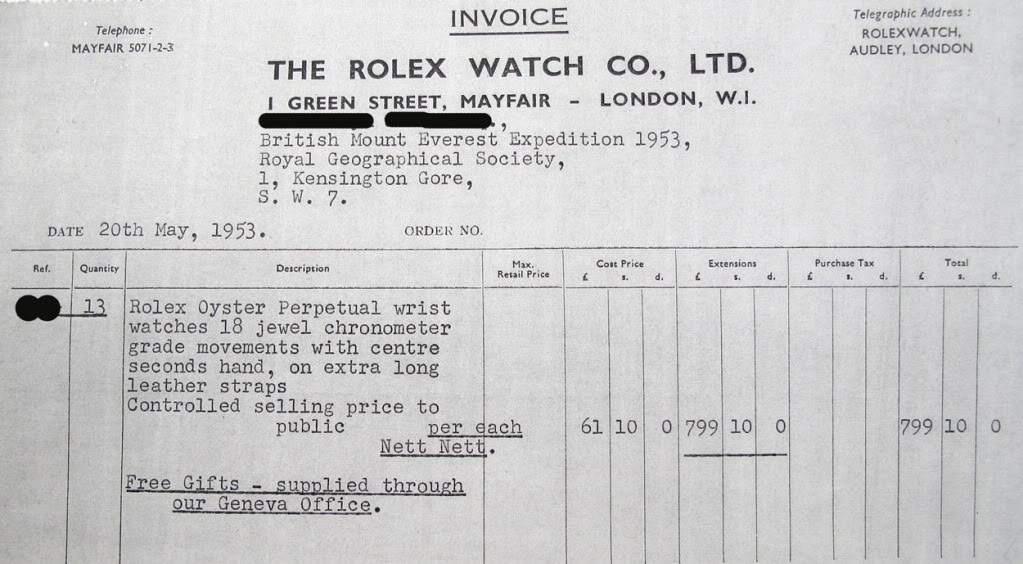 INVOICE
Telephone :
MAYFAIR 5071-2-3
Telegraphic Address :
ROLEXWATCH,
AUDLEY, LONDON
THE ROLEX WATCH CO., LTD.
1 GREEN STREET, MAYFAIR – LONDON, W.1.
British Mount Everest Expedition 1953,
Royal Geographical Society,
1, Kensington Gore,
S. W. 7.
DATE 20th May, 1953. ORDER NO.
Ref. Quantity Description Max. Retail Price Cost Price Extensions Purchase Tax Total
£ s. d. £ s. d. £ s. d. £ s. d.
13 Rolex Oyster Perpetual wrist
watches 18 jewel chronometer
grade movements with centre
seconds hand, on extra long
leather straps
Controlled selling price to
public per each 61 10 0 799 10 0 799 10 0
Nett Nett.
Free Gifts - supplied through
our Geneva Office.